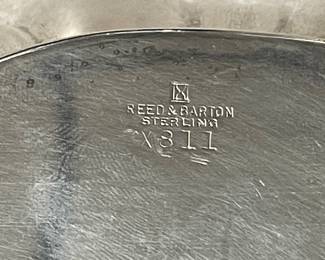 REED & BARTON
STERLING
X811